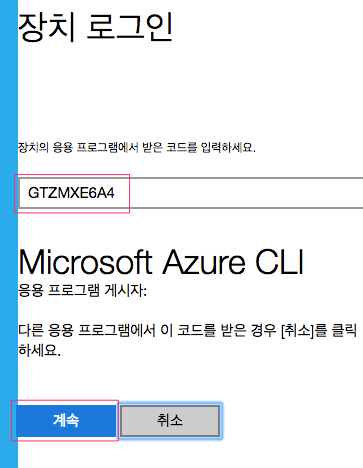 장치 로그인
장치의 응용 프로그램에서 받은 코드를 입력하세요.
GTZMXE6A4
Microsoft Azure CLI
응용 프로그램 게시자:
다른 응용 프로그램에서 이 코드를 받은 경우 [취소]를 클릭
하세요.
계속
취소